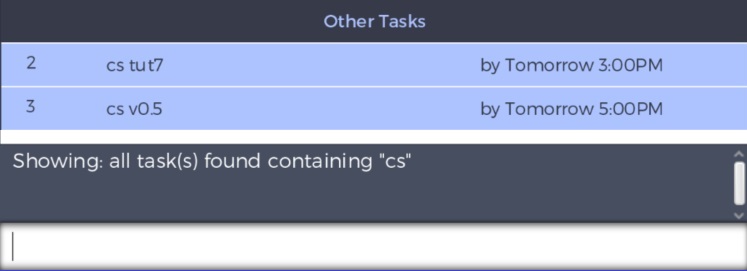 Other Tasks
2 cs tut7 by Tomorrow 3:00PM
3 cs v0.5 by Tomorrow 5:00PM
Showing: all task(s) found containing "cs"